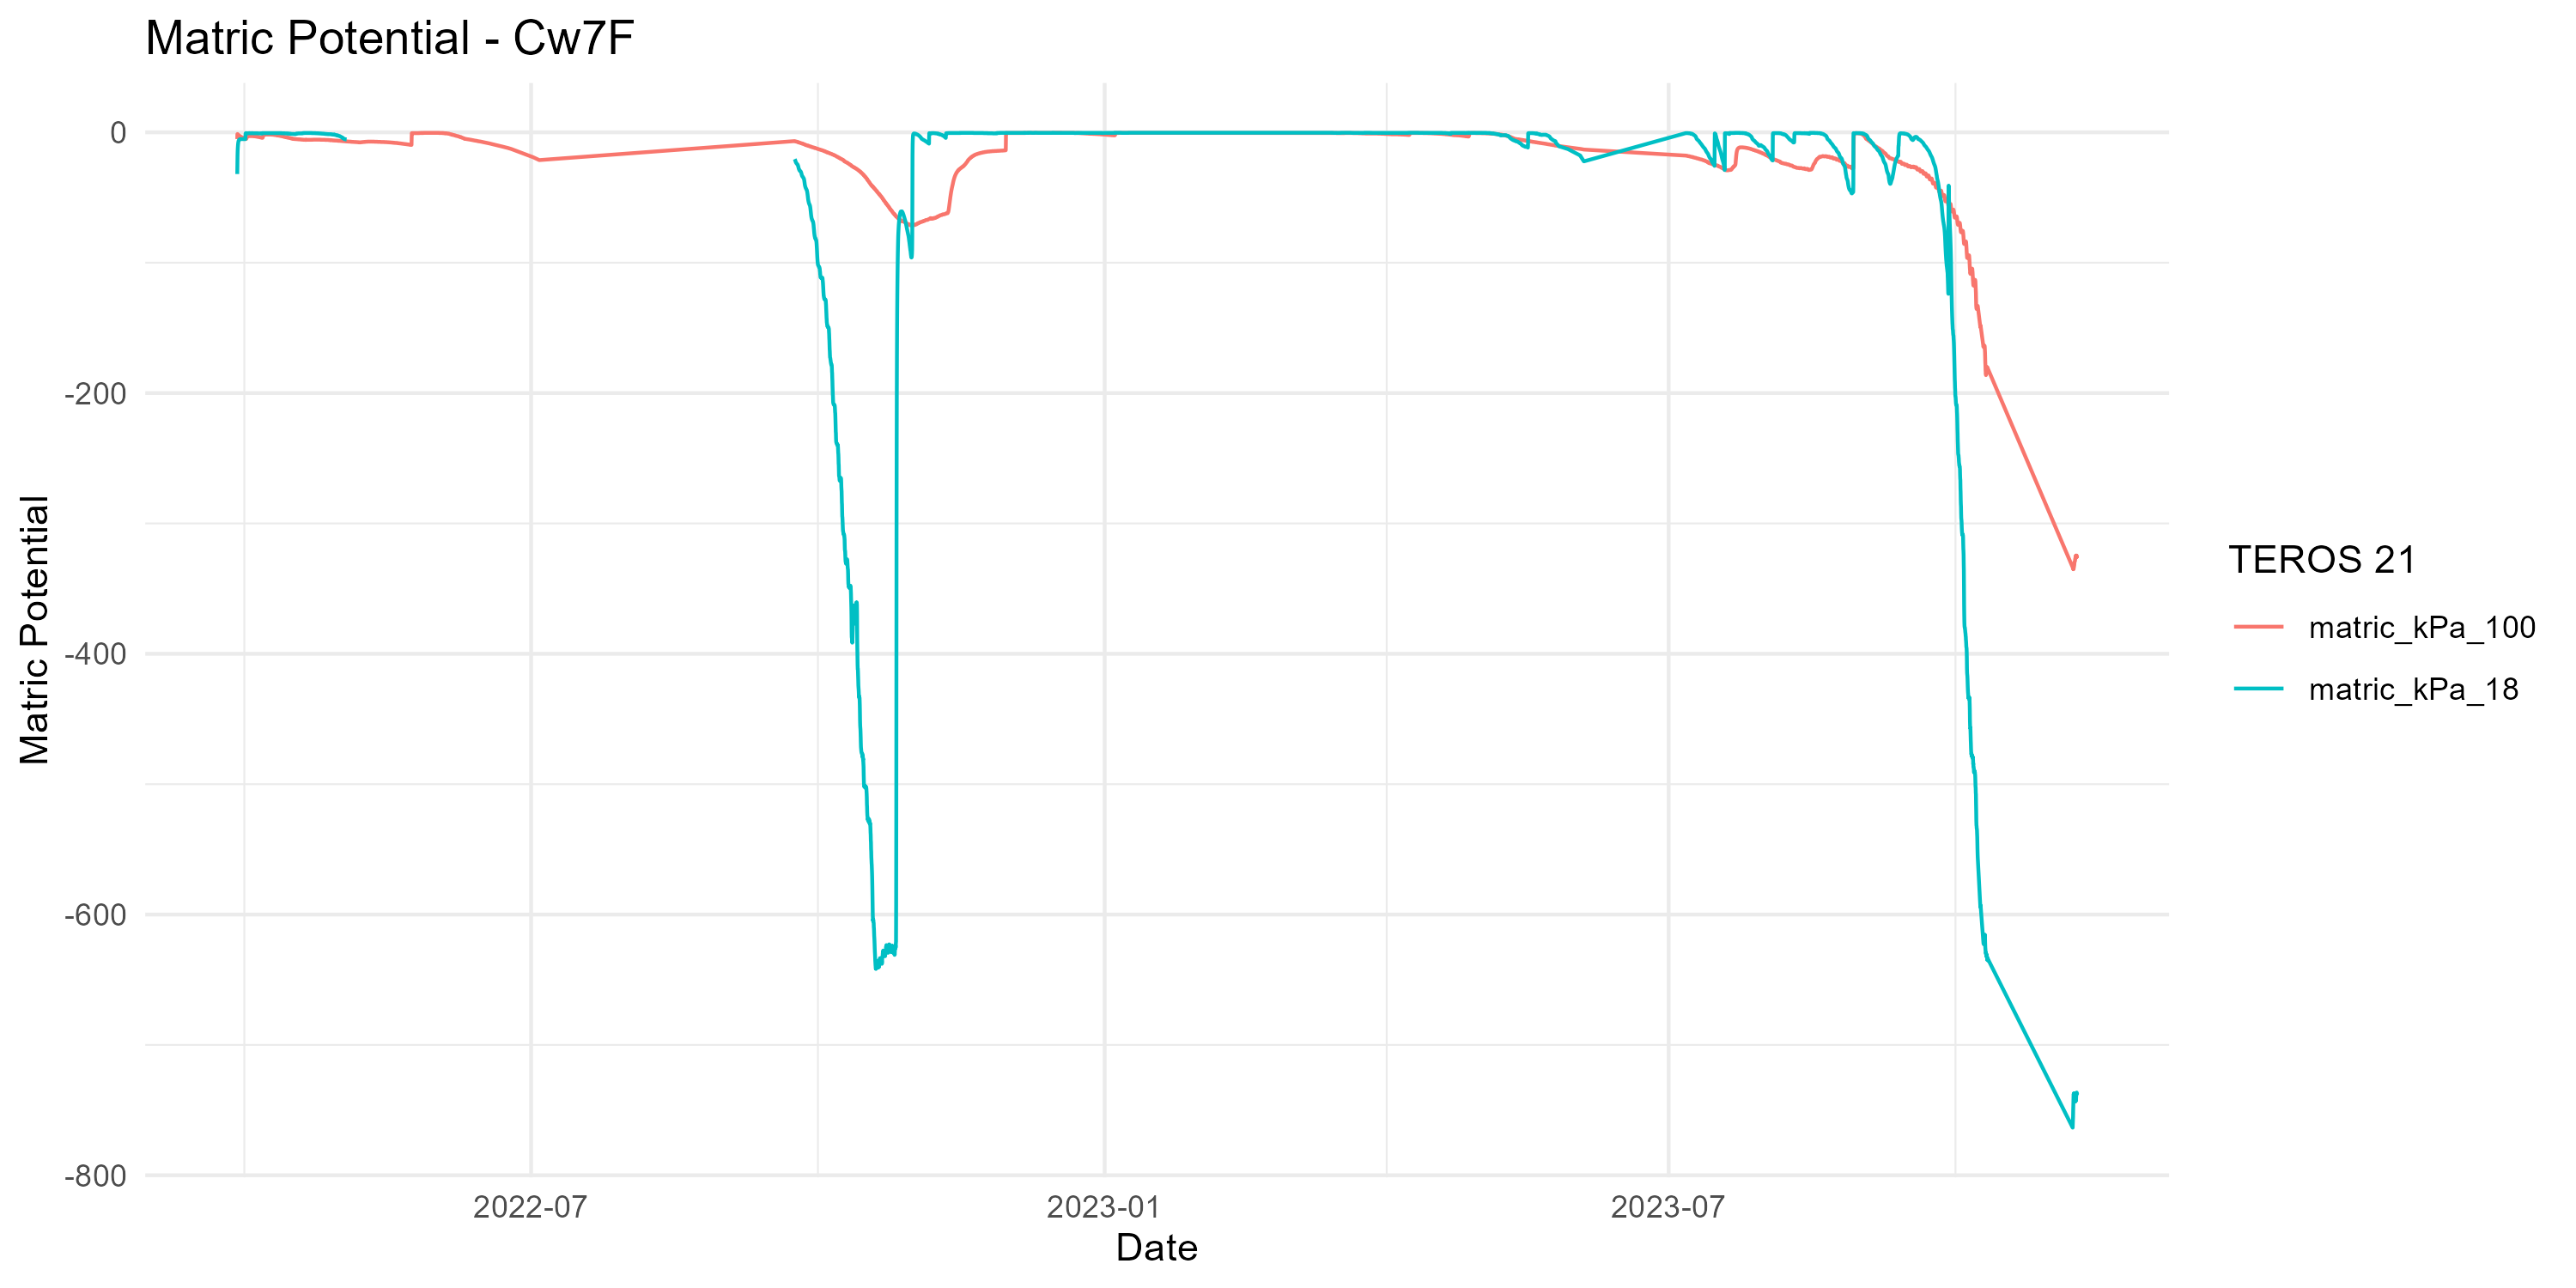 Matric Potential - Cw7F
Matric Potential
0
-200
-400
-600
-800
2022-07
2023-01
2023-07
Date
TEROS 21
matric_kPa_100
matric_kPa_18